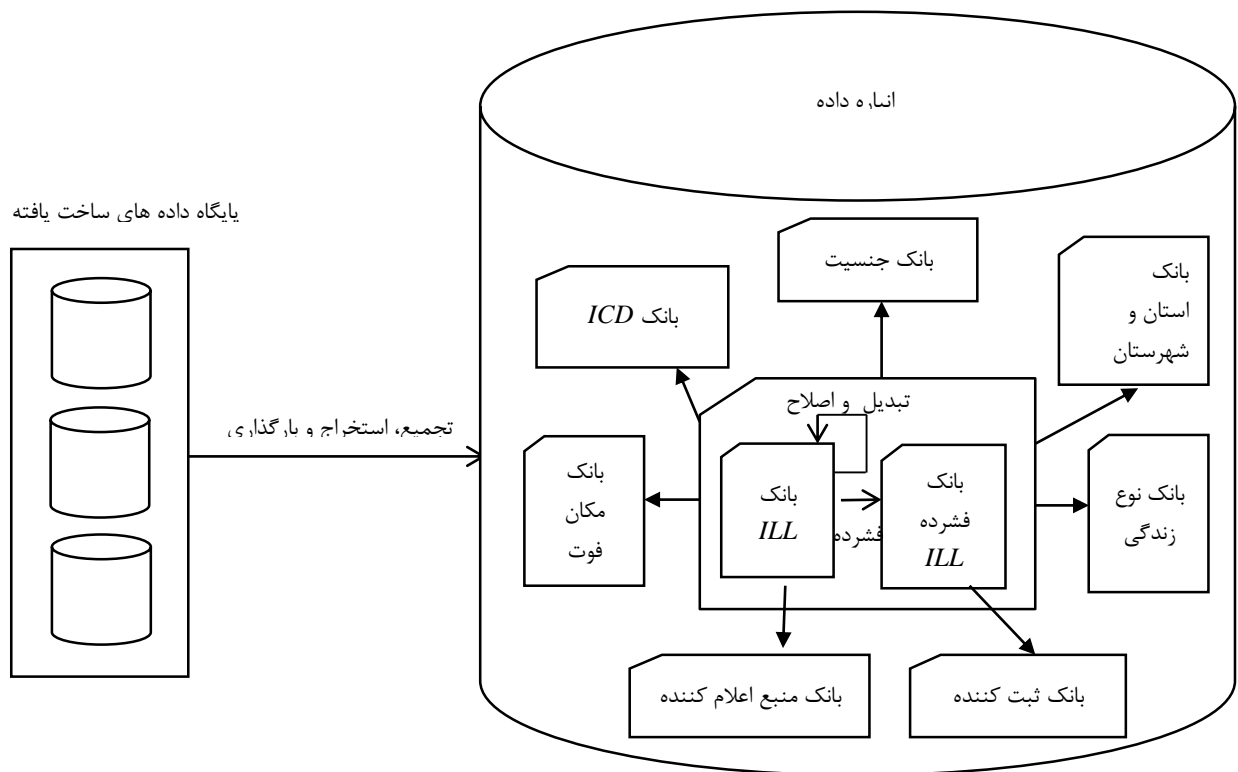 انباره داده
پایگاه داده های ساخت یافته
بانک جنسیت
بانک
استان و
شهرستان
بانک ICD
تبدیل و اصلاح
تجمیع، استخراج و بارگذاری
بانک
مکان
فوت
بانک
ILL
فشرده
بانک
فشرده
ILL
بانک نوع
زندگی
بانک منبع اعلام کننده
بانک ثبت کننده